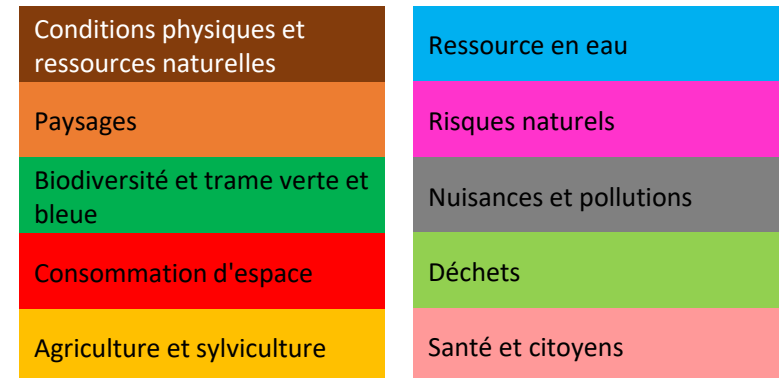 Conditions physiques et
ressources naturelles
Paysages
Biodiversité et trame verte et
bleue
Consommation d'espace
Agriculture et sylviculture
Ressource en eau
Risques naturels
Nuisances et pollutions
Déchets
Santé et citoyens